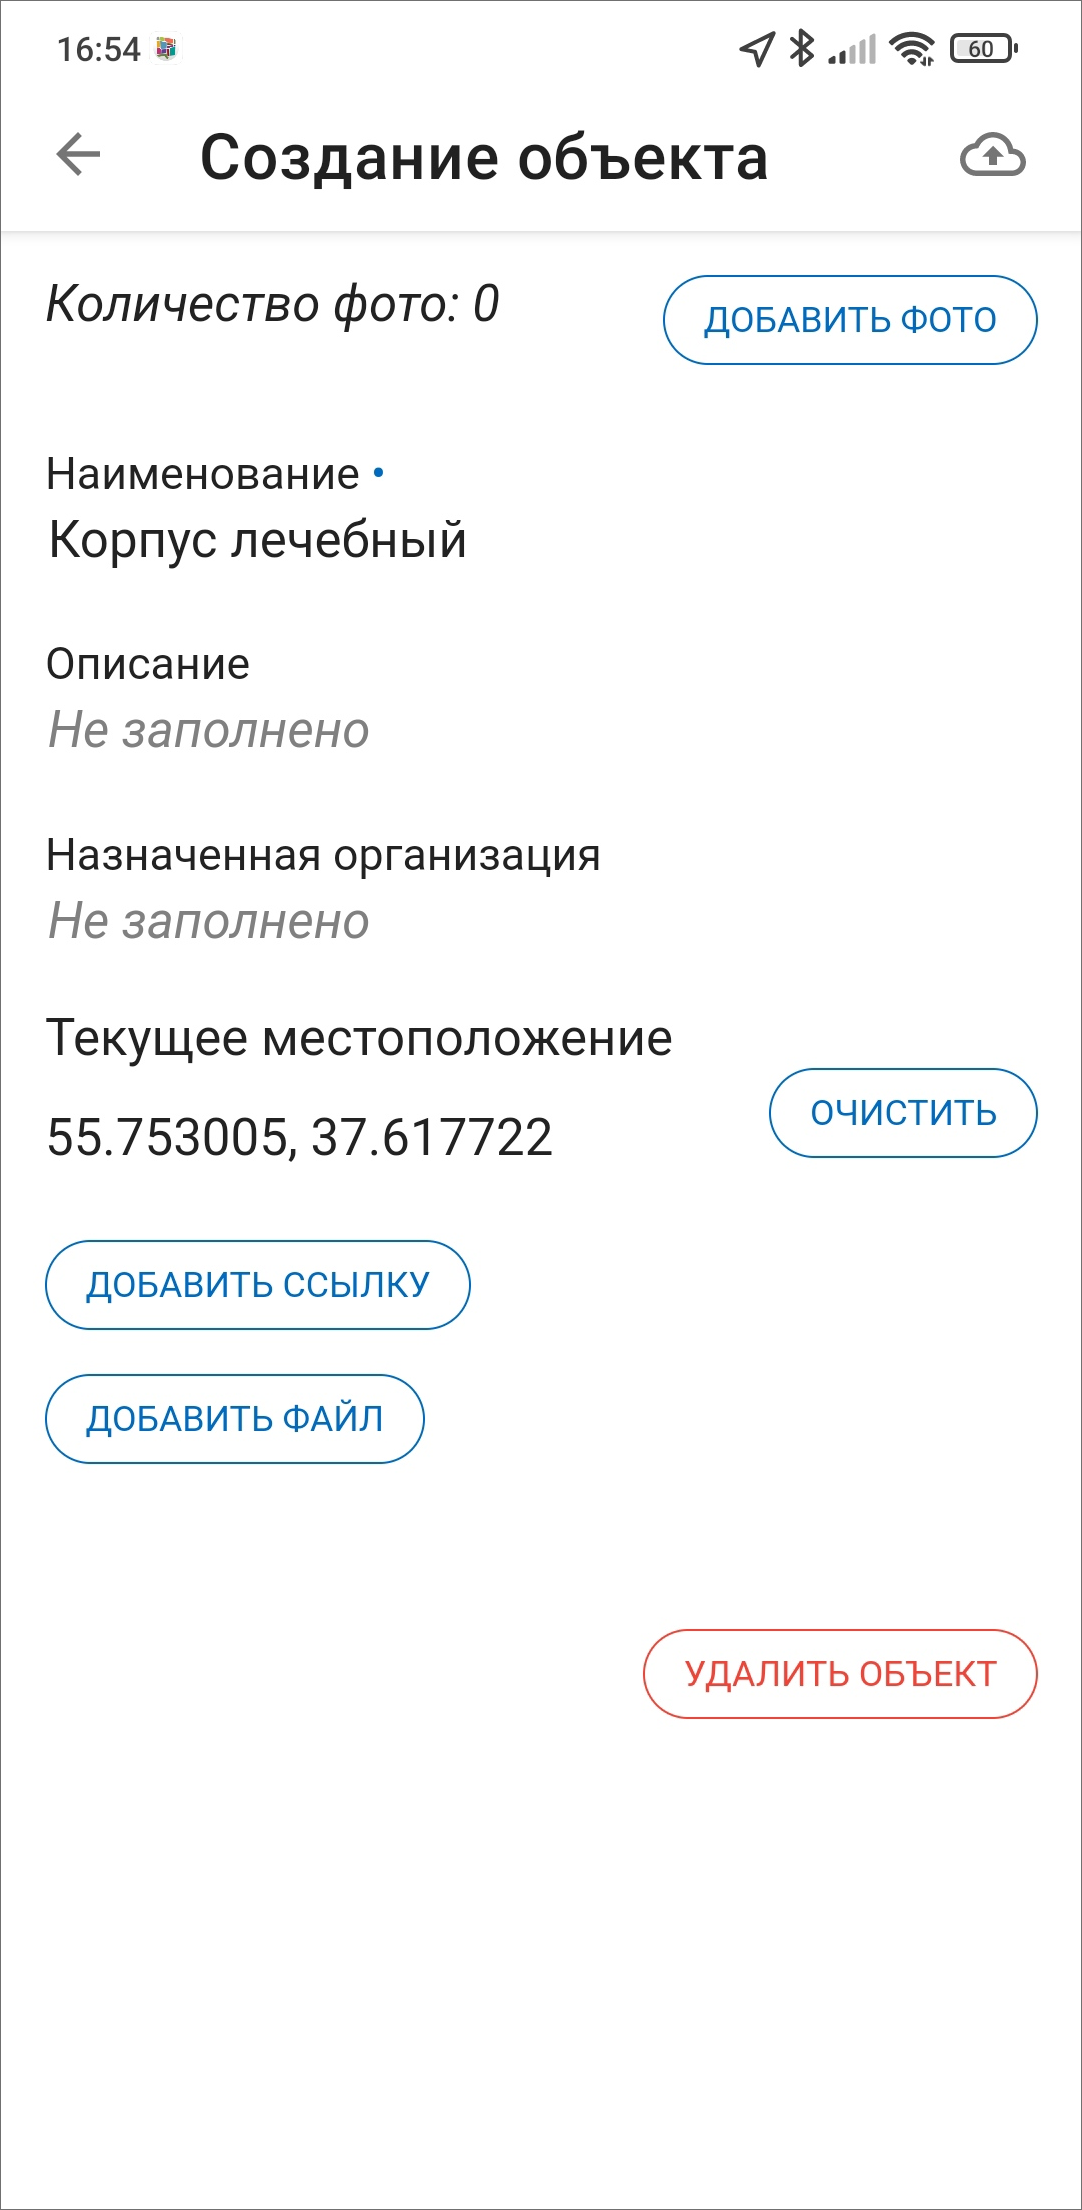 16:54
60
Создание объекта
Количество фото: 0
ДОБАВИТЬ ФОТО
Наименование •
Корпус лечебный
Описание
Не заполнено
Назначенная организация
Не заполнено
Текущее местоположение
55.753005, 37.617722
ОЧИСТИТЬ
ДОБАВИТЬ ССЫЛКУ
ДОБАВИТЬ ФАЙЛ
УДАЛИТЬ ОБЪЕКТ